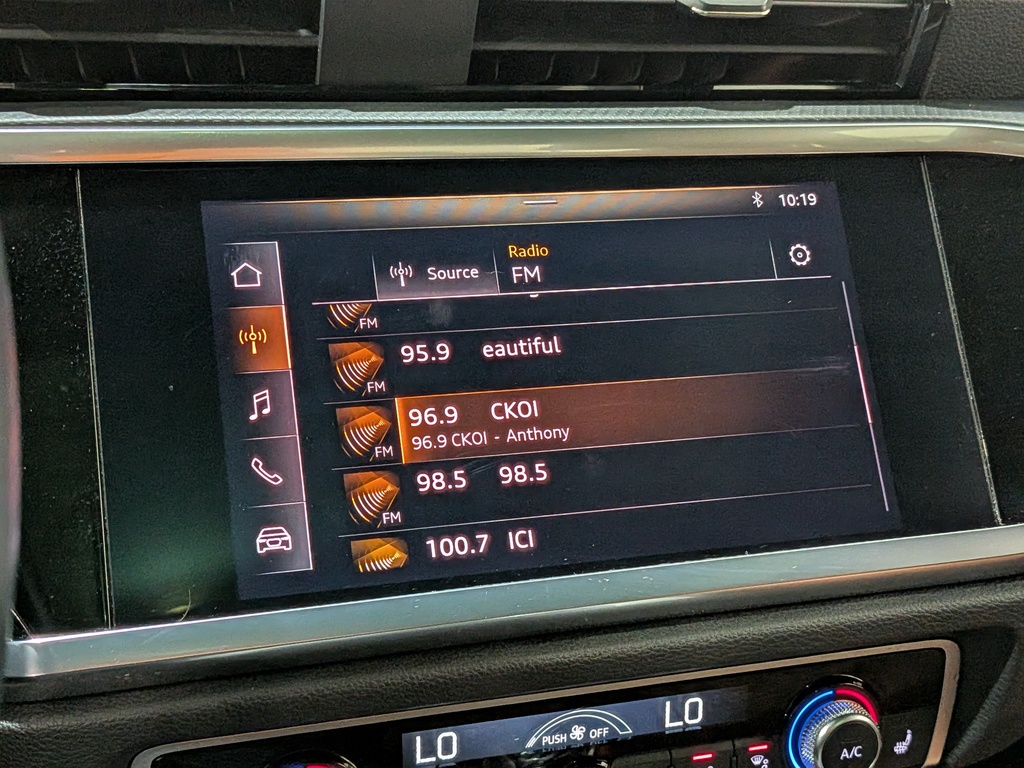 10:19
Radio
Source
FM
FM
95.9 eautiful
FM
96.9 CKOI
96.9 CKOI - Anthony
FM
98.5 98.5
FM
100.7 ICI
LO
PUSH OFF
LO
A/C